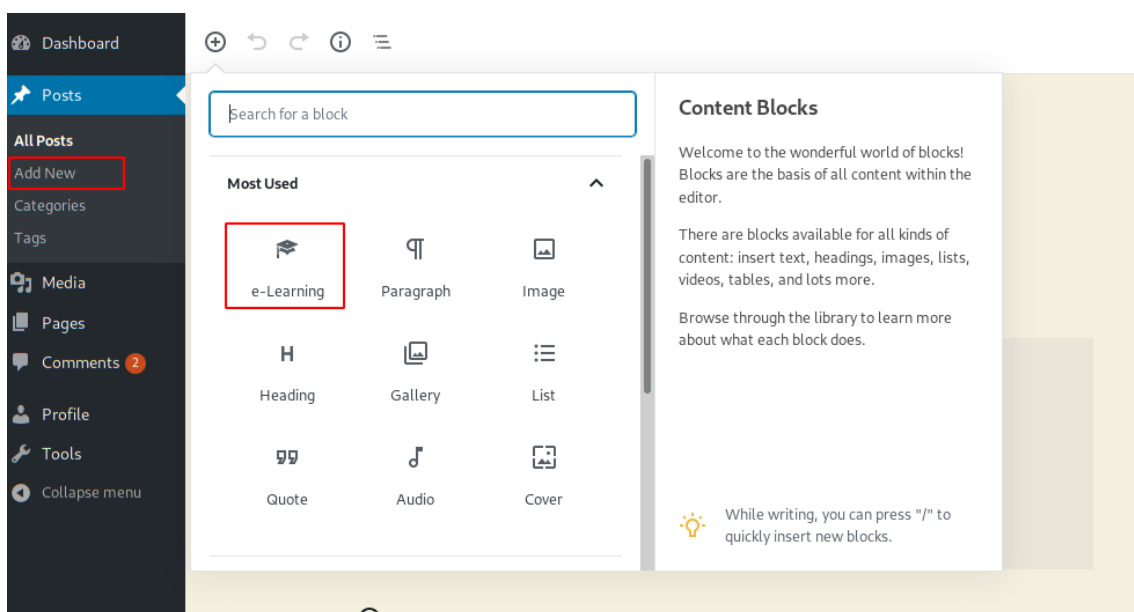 Dashboard
Posts
All Posts
Add New
Categories
Tags
Media
Pages
Comments 2
Profile
Tools
Collapse menu
Search for a block
Most Used
e-Learning
Paragraph
Image
Heading
Gallery
List
Quote
Audio
Cover
Content Blocks
Welcome to the wonderful world of blocks!
Blocks are the basis of all content within the
editor.
There are blocks available for all kinds of
content: insert text, headings, images, lists,
videos, tables, and lots more.
Browse through the library to learn more
about what each block does.
While writing, you can press "/" to
quickly insert new blocks.